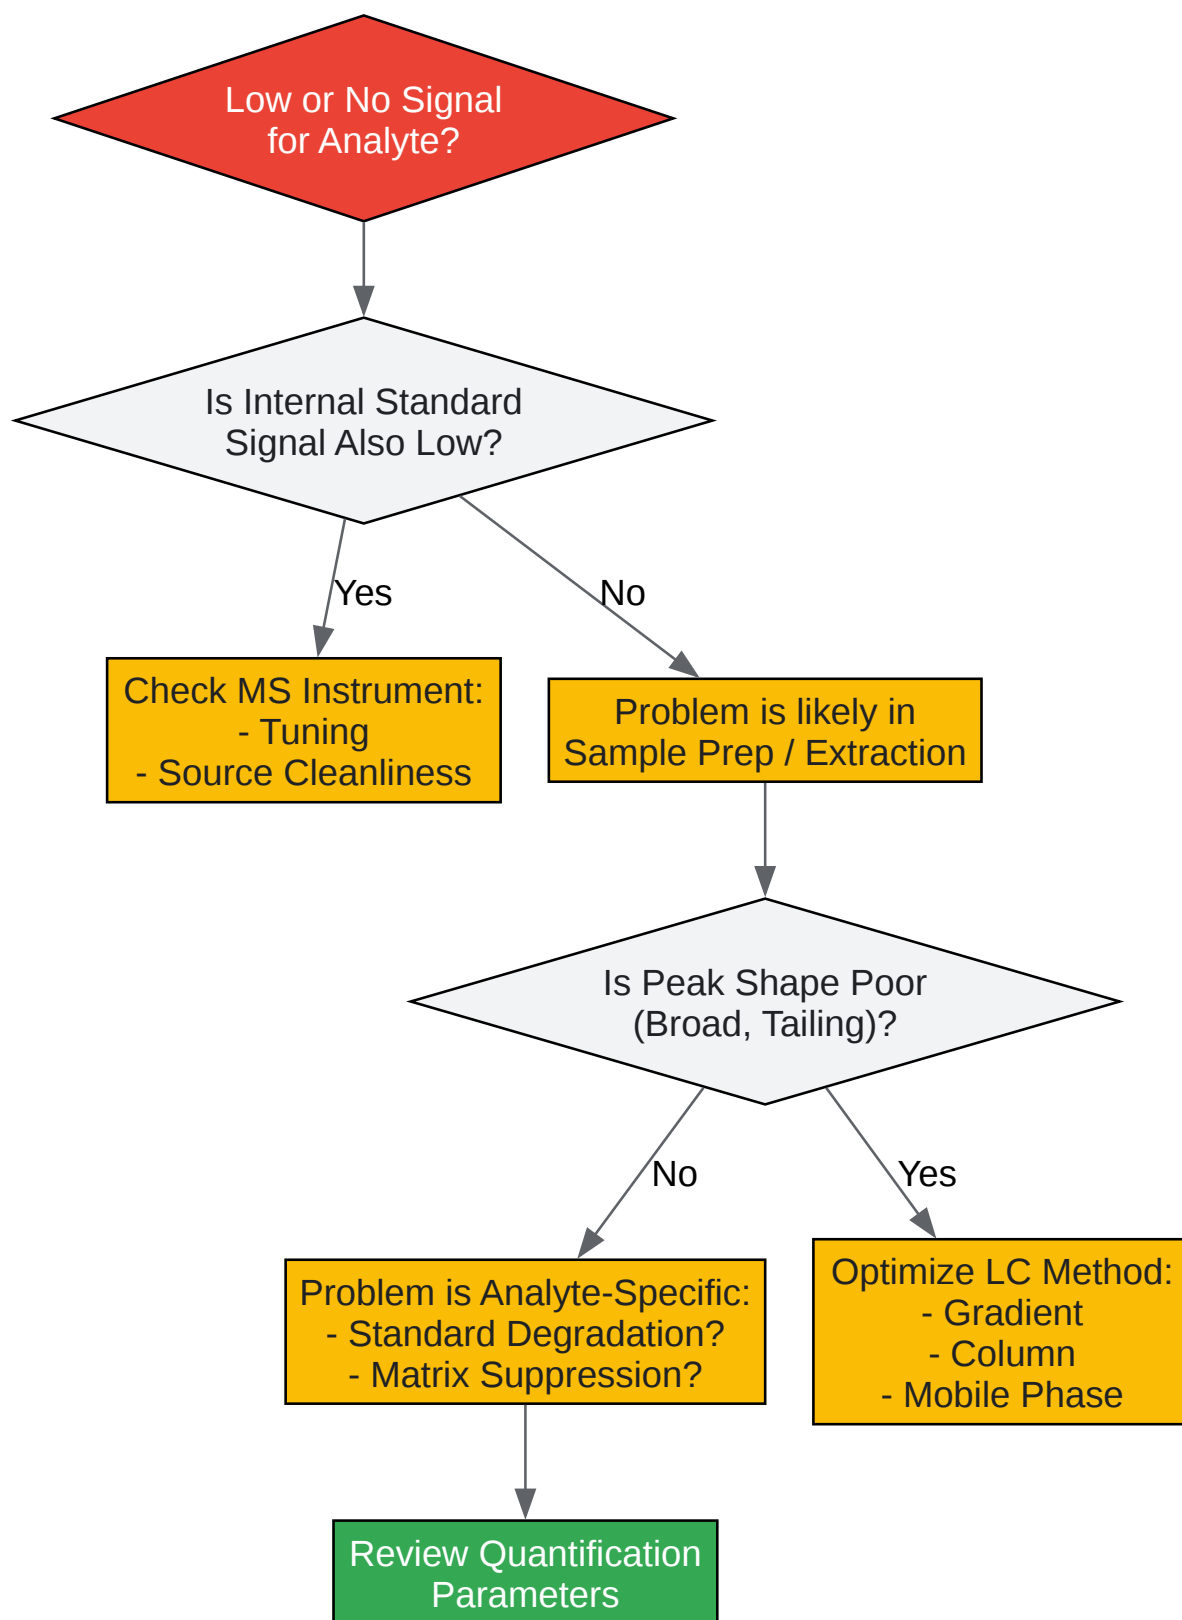 Low or No Signal
for Analyte?
Is Internal Standard
Signal Also Low?
Yes
No
Check MS Instrument:
- Tuning
- Source Cleanliness
Problem is likely in
Sample Prep / Extraction
Is Peak Shape Poor
(Broad, Tailing)?
No
Yes
Problem is Analyte-Specific:
- Standard Degradation?
- Matrix Suppression?
Optimize LC Method:
- Gradient
- Column
- Mobile Phase
Review Quantification
Parameters